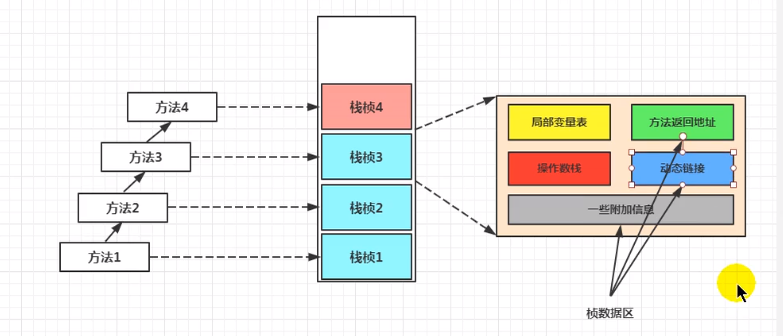 方法4
方法3
方法2
方法1
栈桢4
栈桢3
栈桢2
栈桢1
局部变量表
方法返回地址
操作数栈
动态链接
一些附加信息
桢数据区